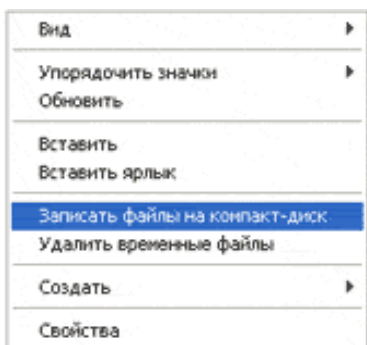 Вид
Упорядочить значки
Обновить
Вставить
Вставить ярлык
Записать файлы на компакт-диск
Удалить временные файлы
Создать
Свойства